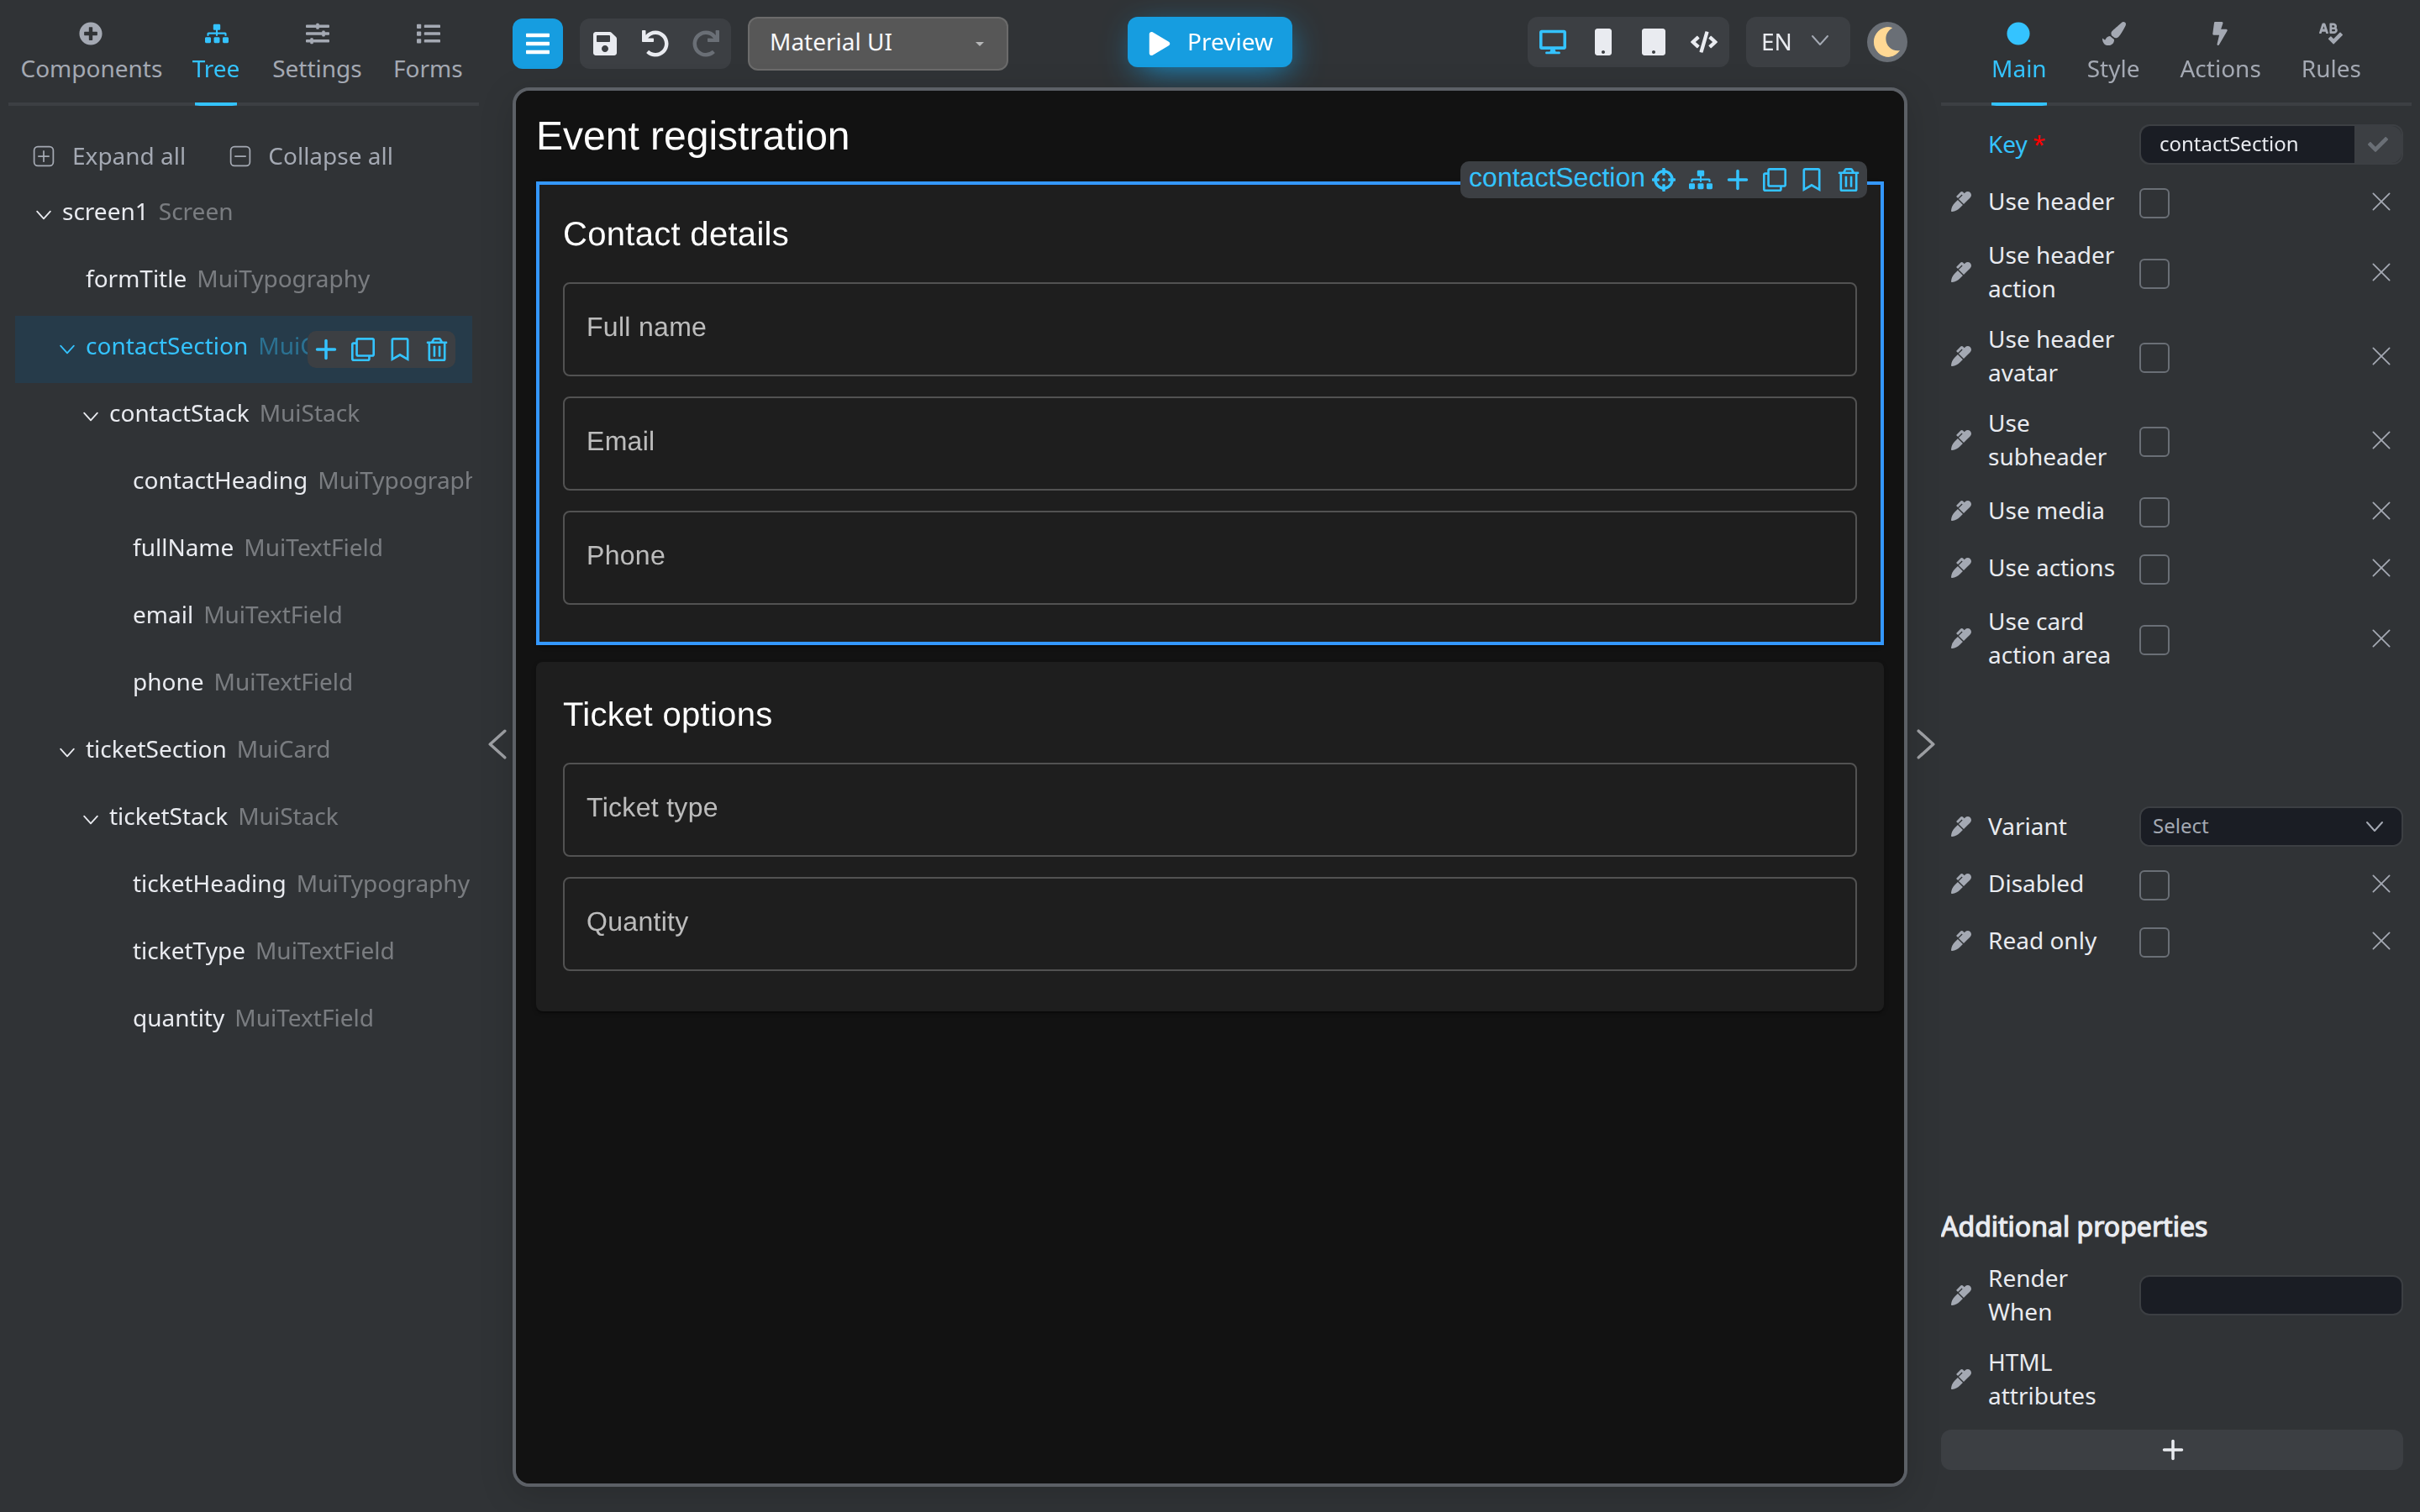 Components
Tree
Settings
Forms
Material UI
Preview
EN
Main
Style
Actions
Rules
Expand all
Collapse all
screen1 Screen
formTitle MuiTypography
contactSection MuiC
contactStack MuiStack
contactHeading MuiTypograph
fullName MuiTextField
email MuiTextField
phone MuiTextField
ticketSection MuiCard
ticketStack MuiStack
ticketHeading MuiTypography
ticketType MuiTextField
quantity MuiTextField
Event registration
contactSection
Contact details
Full name
Email
Phone
Ticket options
Ticket type
Quantity
Key * contactSection
Use header
Use header
action
Use header
avatar
Use
subheader
Use media
Use actions
Use card
action area
Variant Select
Disabled
Read only
Additional properties
Render
When
HTML
attributes